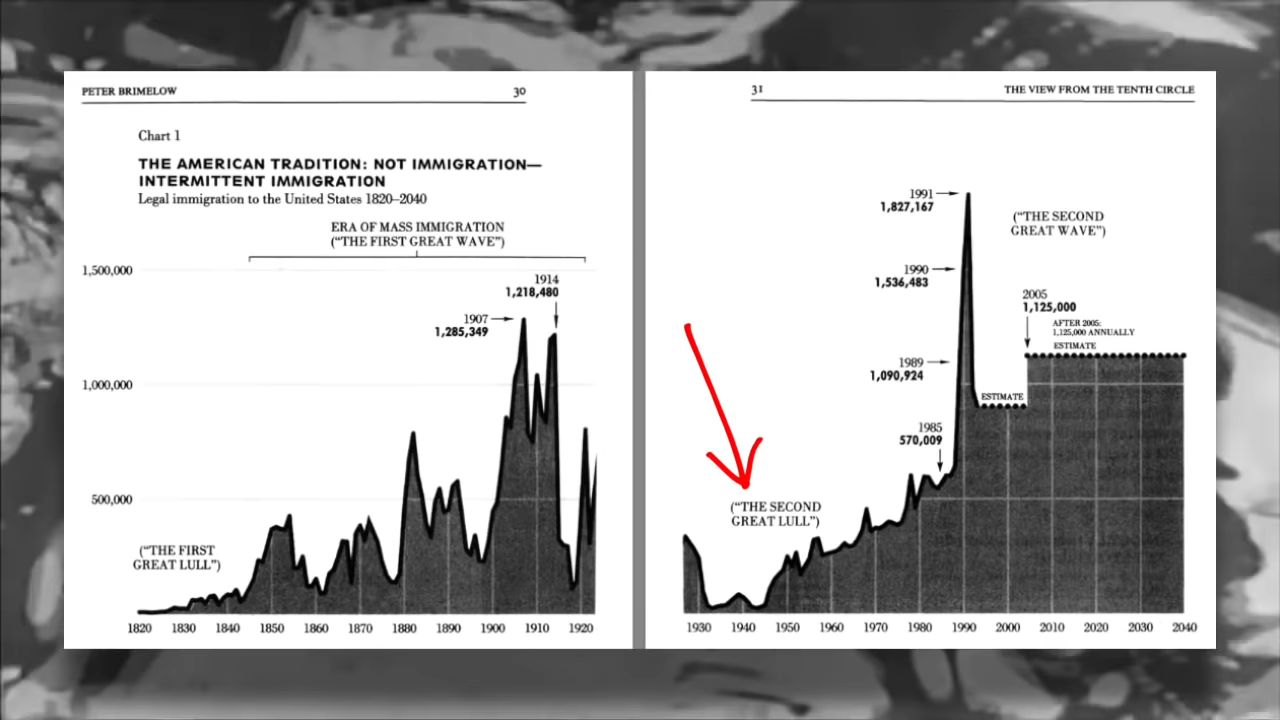 PETER BRIMELOW 30
Chart 1
THE AMERICAN TRADITION: NOT IMMIGRATION—
INTERMITTENT IMMIGRATION
Legal immigration to the United States 1820–2040
ERA OF MASS IMMIGRATION
("THE FIRST GREAT WAVE")
1,500,000
1914
1,218,480
1907
1,285,349
1,000,000
500,000
("THE FIRST
GREAT LULL")
1820 1830 1840 1850 1860 1870 1880 1890 1900 1910 1920
31 THE VIEW FROM THE TENTH CIRCLE
1991
1,827,167
("THE SECOND
GREAT WAVE")
1990
1,536,483
2005
1,125,000
AFTER 2005:
1,125,000 ANNUALLY
ESTIMATE
1989
1,090,924
ESTIMATE
1985
570,009
("THE SECOND
GREAT LULL")
1930 1940 1950 1960 1970 1980 1990 2000 2010 2020 2030 2040